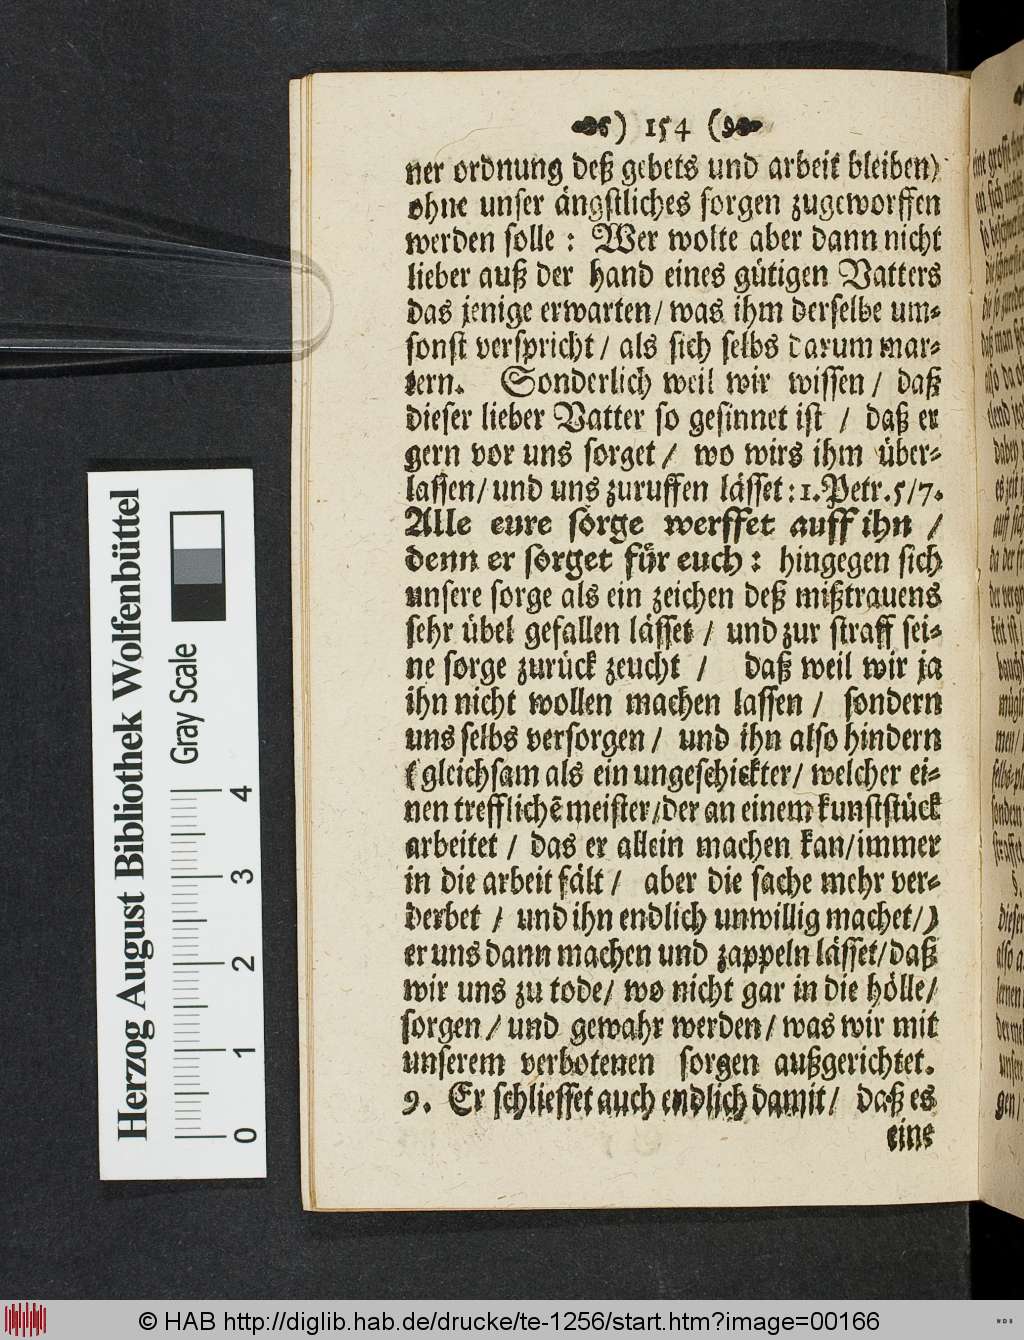 ) 154 (
ner ordnung deß gebets und arbeit bleiben)
ohne unser ängstliches sorgen zugeworffen
werden solle : Wer wolte aber dann nicht
lieber auß der hand eines gütigen Vatters
das jenige erwarten/ was ihm derselbe um⸗
sonst verspricht / als sich selbs darum mar⸗
tern. Sonderlich weil wir wissen / daß
dieser lieber Vatter so gesinnet ist / daß er
gern vor uns sorget / wo wirs ihm über⸗
lassen/ und uns zuruffen lässet: 1. Petr. 5/7.
Alle eure sorge werffet auff ihn /
denn er sorget für euch : hingegen sich
unsere sorge als ein zeichen deß mißtrauens
sehr übel gefallen lässet / und zur straff sei⸗
ne sorge zurück zeucht / daß weil wir ja
ihn nicht wollen machen lassen / sondern
uns selbs versorgen / und ihn also hindern
( gleichsam als ein ungeschickter/ welcher ei⸗
nen trefflichẽ meister/der an einem kunststück
arbeitet / das er allein machen kan/immer
in die arbeit fält / aber die sache mehr ver⸗
derbet / und ihn endlich unwillig machet/)
er uns dann machen und zappeln lässet/daß
wir uns zu tode/ wo nicht gar in die hölle/
sorgen / und gewahr werden / was wir mit
unserem verbotenen sorgen außgerichtet.
9. Er schliesset auch endlich damit / daß es
eine
Herzog August Bibliothek Wolfenbüttel
Gray Scale
0 1 2 3 4
© HAB http://diglib.hab.de/drucke/te-1256/start.htm?image=00166